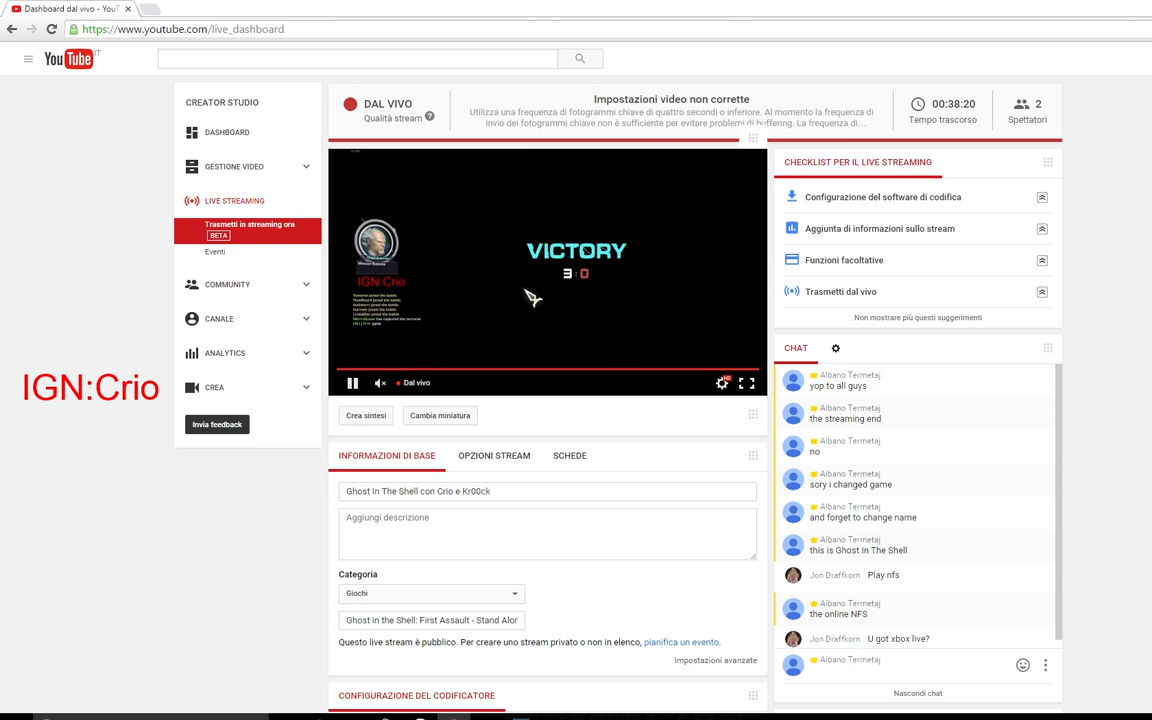 Dashboard dal vivo - YouT
https://www.youtube.com/live_dashboard
YouTube IT
CREATOR STUDIO
DASHBOARD
GESTIONE VIDEO
LIVE STREAMING
Trasmetti in streaming ora
BETA
Eventi
COMMUNITY
CANALE
ANALYTICS
CREA
Invia feedback
IGN:Crio
DAL VIVO
Qualità stream
Impostazioni video non corrette
Utilizza una frequenza di fotogrammi chiave di quattro secondi o inferiore. Al momento la frequenza di
invio dei fotogrammi chiave non è sufficiente per evitare problemi di buffering. La frequenza di...
00:38:20
Tempo trascorso
2
Spettatori
VICTORY
3:0
IGN:Crio
Dal vivo
HD
Crea sintesi
Cambia miniatura
INFORMAZIONI DI BASE
OPZIONI STREAM
SCHEDE
Ghost In The Shell con Crio e Kr00ck
Aggiungi descrizione
Categoria
Giochi
Ghost in the Shell: First Assault - Stand Alor
Questo live stream è pubblico. Per creare uno stream privato o non in elenco, pianifica un evento.
Impostazioni avanzate
CONFIGURAZIONE DEL CODIFICATORE
CHECKLIST PER IL LIVE STREAMING
Configurazione del software di codifica
Aggiunta di informazioni sullo stream
Funzioni facoltative
Trasmetti dal vivo
Non mostrare più questi suggerimenti
CHAT
Albano Termetaj
yop to all guys
Albano Termetaj
the streaming end
Albano Termetaj
no
Albano Termetaj
sory i changed game
Albano Termetaj
and forget to change name
Albano Termetaj
this is Ghost In The Shell
Jon Draffkorn Play nfs
Albano Termetaj
the online NFS
Jon Draffkorn U got xbox live?
Albano Termetaj
Nascondi chat